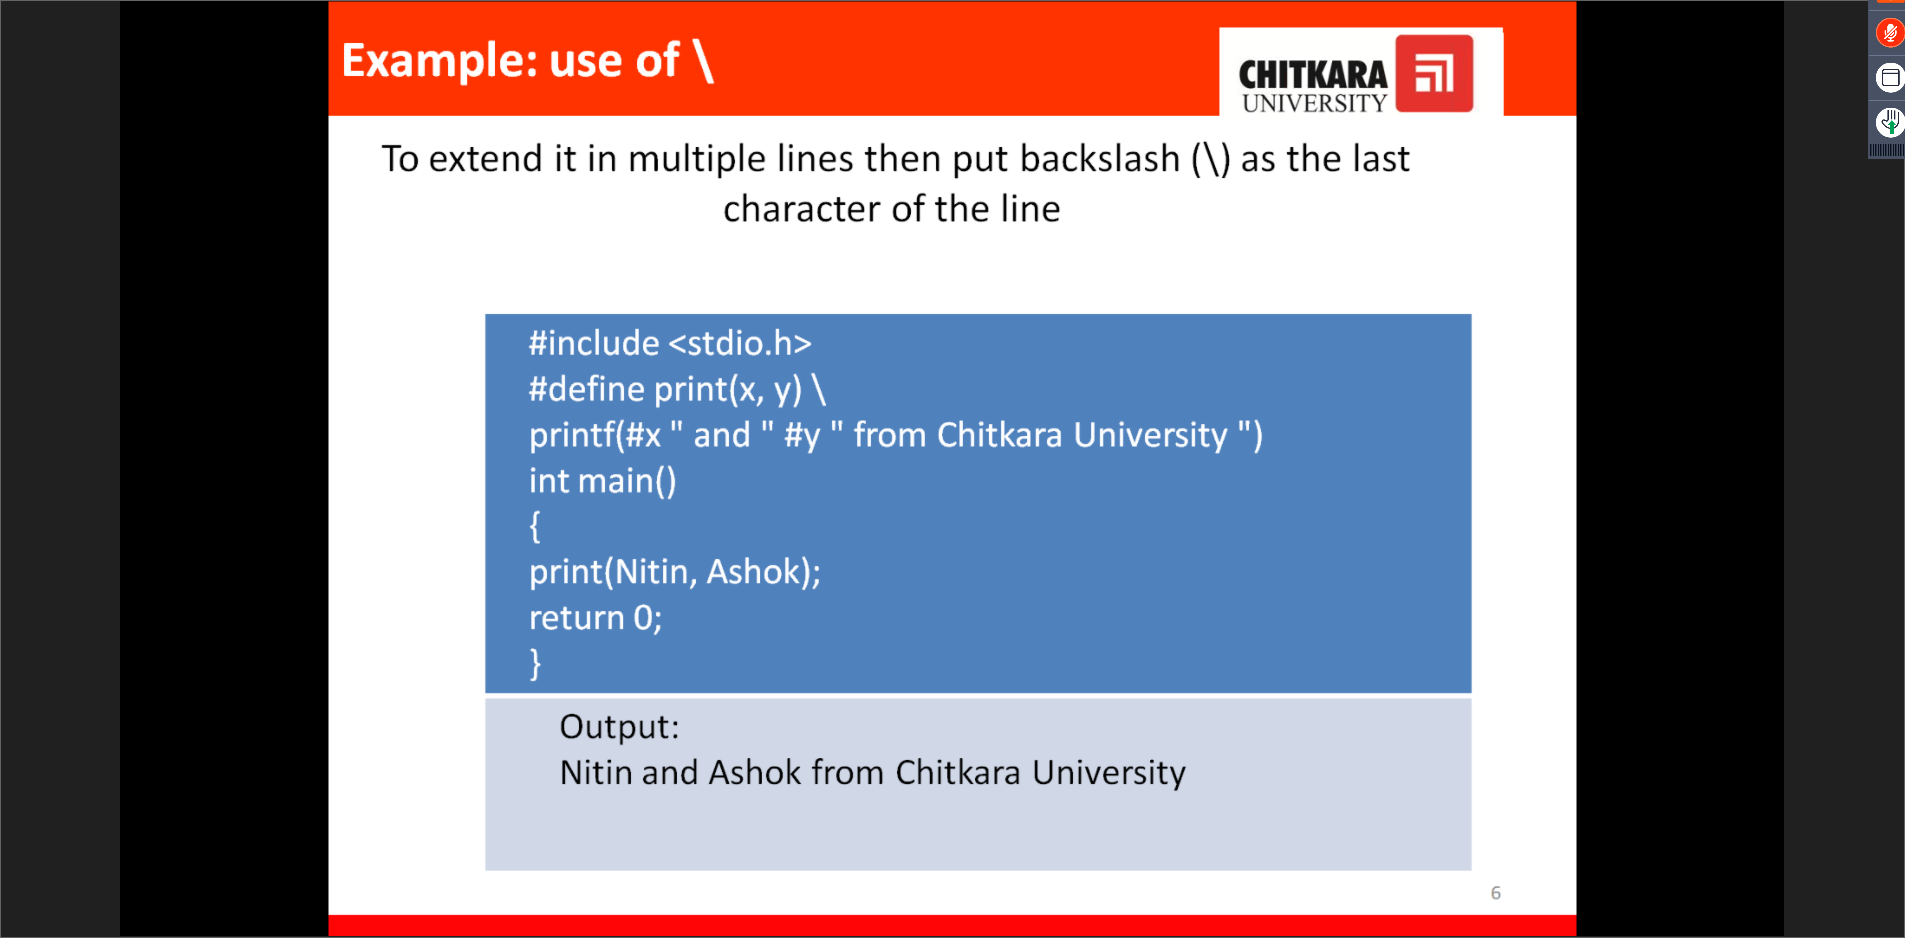 Example: use of \
CHITKARA
UNIVERSITY
To extend it in multiple lines then put backslash (\) as the last
character of the line
#include <stdio.h>
#define print(x, y) \
printf(#x " and " #y " from Chitkara University ")
int main()
{
print(Nitin, Ashok);
return 0;
}
Output:
Nitin and Ashok from Chitkara University
6